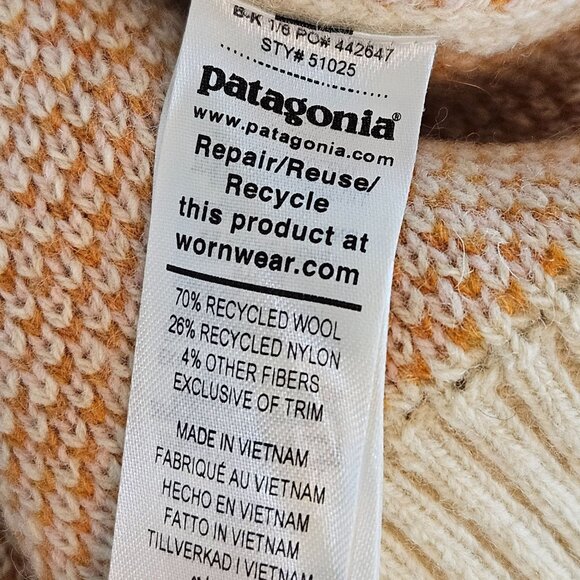 B-K 1/6 PO# 442647
STY# 51025
patagonia®
www.patagonia.com
Repair/Reuse/
Recycle
this product at
wornwear.com
70% RECYCLED WOOL
26% RECYCLED NYLON
4% OTHER FIBERS
EXCLUSIVE OF TRIM
MADE IN VIETNAM
FABRIQUÉ AU VIETNAM
HECHO EN VIETNAM
FATTO IN VIETNAM
TILLVERKAD I VIETNAM